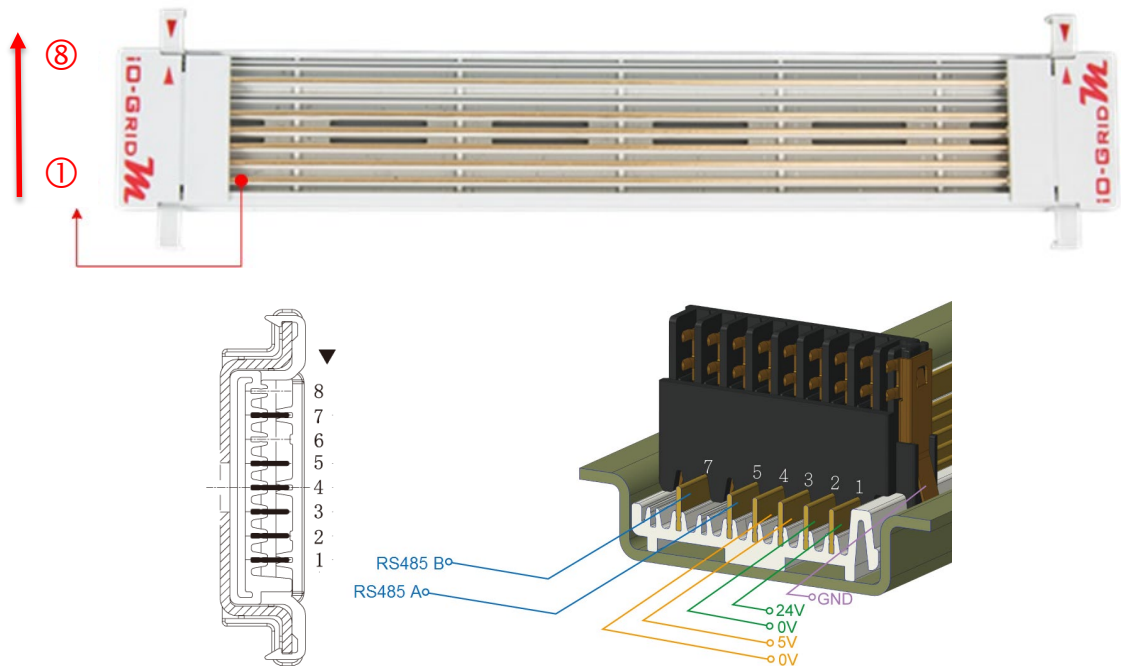 ⑧
①
iO-GRID M
iO-GRID M
▼
8
7
6
5
4
3
2
1
7 5 4 3 2 1
RS485 B
RS485 A
GND
24V
0V
5V
0V